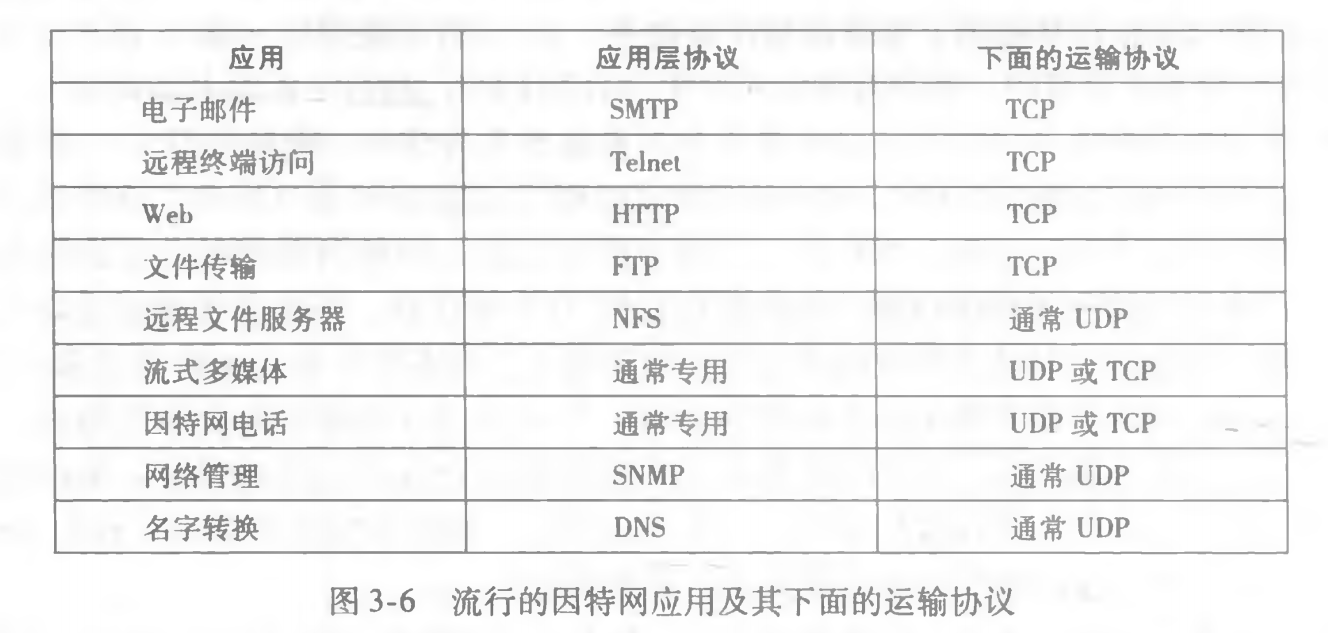 应用 应用层协议 下面的运输协议
电子邮件 SMTP TCP
远程终端访问 Telnet TCP
Web HTTP TCP
文件传输 FTP TCP
远程文件服务器 NFS 通常 UDP
流式多媒体 通常专用 UDP 或 TCP
因特网电话 通常专用 UDP 或 TCP
网络管理 SNMP 通常 UDP
名字转换 DNS 通常 UDP
图 3-6 流行的因特网应用及其下面的运输协议